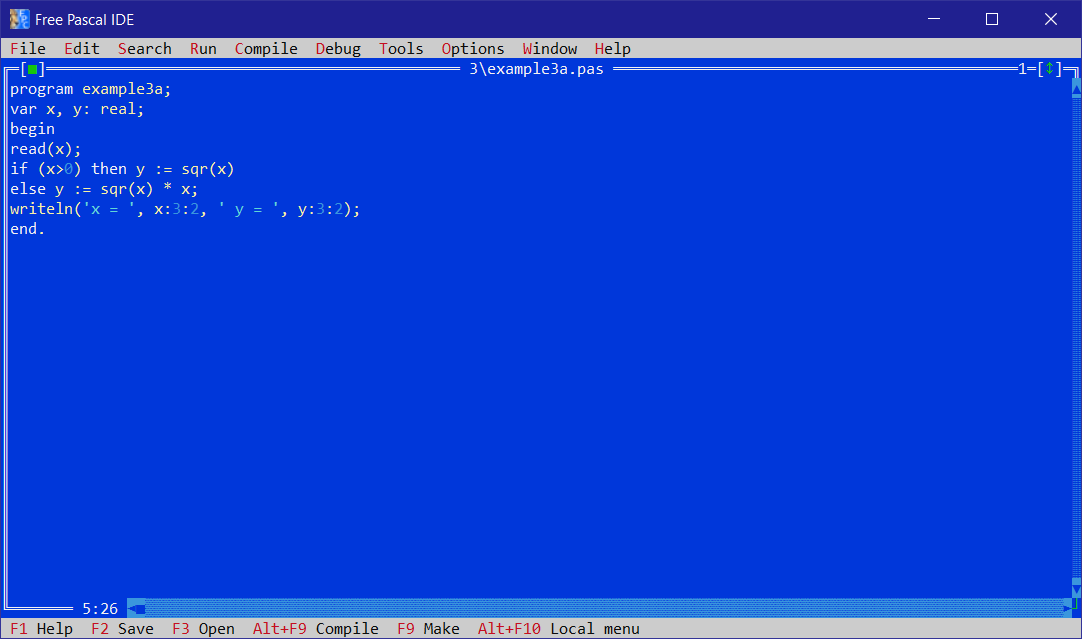 Free Pascal IDE
File Edit Search Run Compile Debug Tools Options Window Help
[■] 3\example3a.pas 1=[↕]
program example3a;
var x, y: real;
begin
read(x);
if (x>0) then y := sqr(x)
else y := sqr(x) * x;
writeln('x = ', x:3:2, ' y = ', y:3:2);
end.
5:26
F1 Help F2 Save F3 Open Alt+F9 Compile F9 Make Alt+F10 Local menu